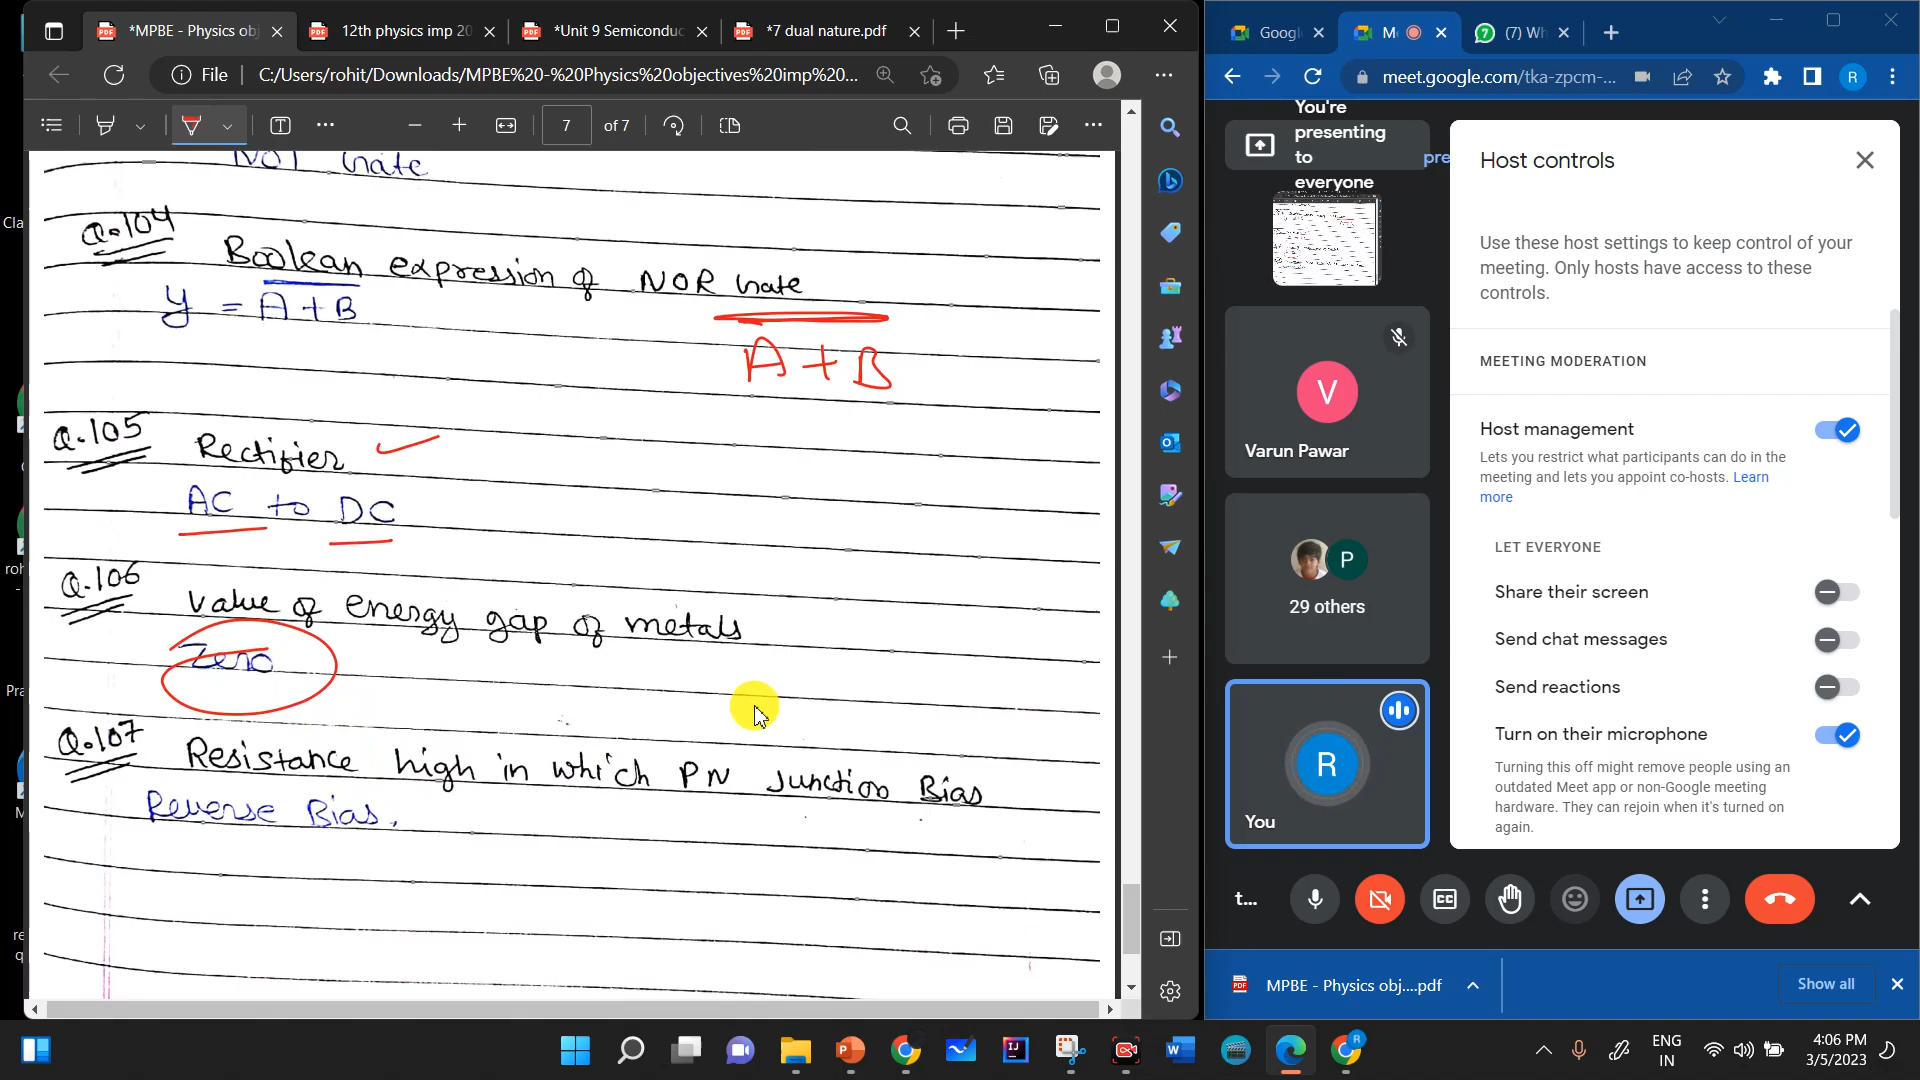 *MPBE - Physics obj
12th physics imp 20
*Unit 9 Semiconduc
*7 dual nature.pdf
File
C:/Users/rohit/Downloads/MPBE%20-%20Physics%20objectives%20imp%20...
7
of 7
NOT Gate
Q.104
Boolean expression of NOR Gate
y = A + B
A + B
Q.105
Rectifier
AC to DC
Q.106
Value of energy gap of metals
Zero
Q.107
Resistance high in which PN Junction Bias
Reverse Bias.
Googl
M
(7) Wh
meet.google.com/tka-zpcm-...
R
You're presenting to everyone
pre
V
Varun Pawar
P
29 others
R
You
Host controls
Use these host settings to keep control of your
meeting. Only hosts have access to these
controls.
MEETING MODERATION
Host management
Lets you restrict what participants can do in the
meeting and lets you appoint co-hosts. Learn
more
LET EVERYONE
Share their screen
Send chat messages
Send reactions
Turn on their microphone
Turning this off might remove people using an
outdated Meet app or non-Google meeting
hardware. They can rejoin when it's turned on
again.
t...
MPBE - Physics obj....pdf
Show all
Cla
roh
-
Pra
M
re
q
ENG
IN
4:06 PM
3/5/2023